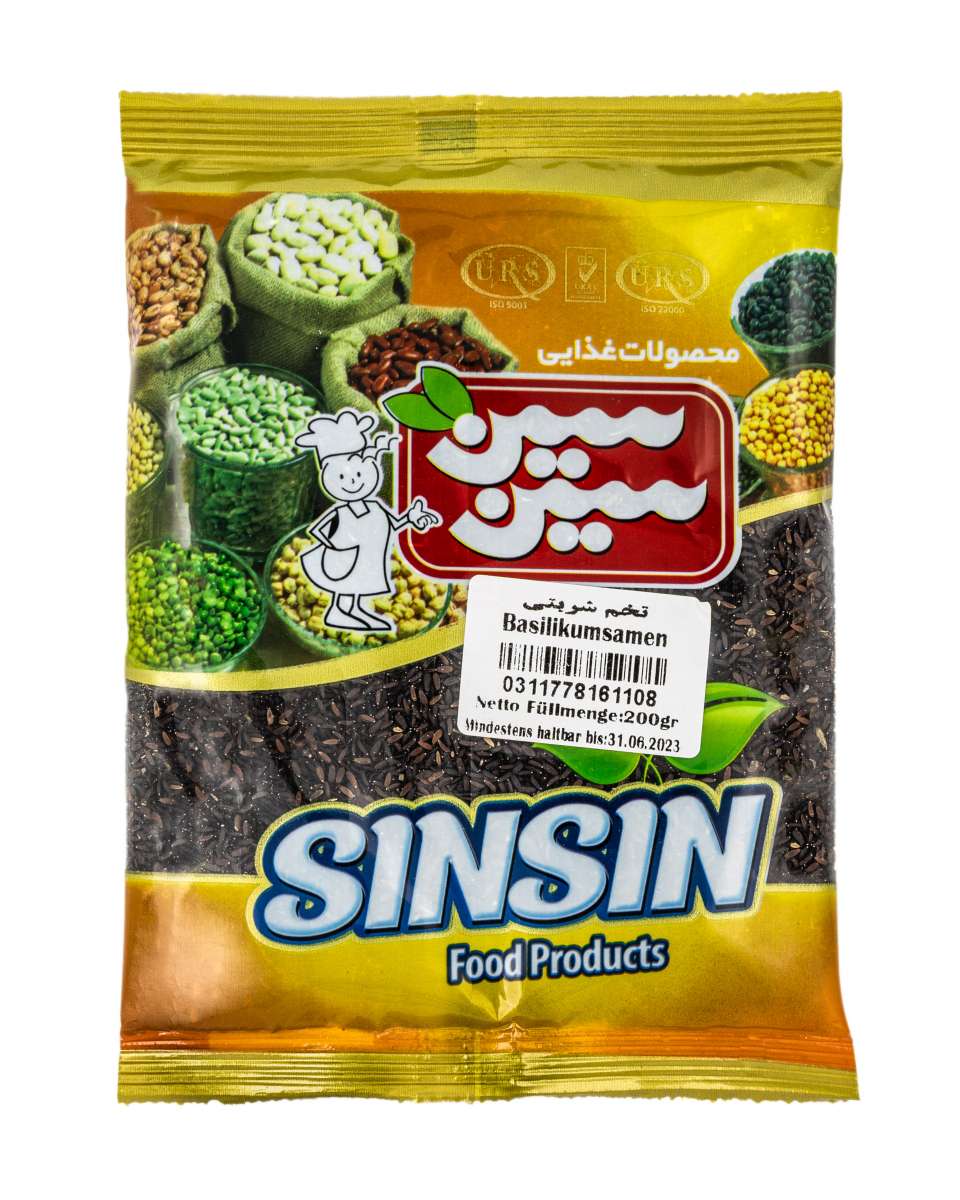 URS
ISO 9001
UKAS
URS
ISO 22000
محصولات غذایی
سین
سین
تخم شربتی
Basilikumsamen
0311778161108
Netto Füllmenge:200gr
Mindestens haltbar bis:31.06.2023
SINSIN
Food Products